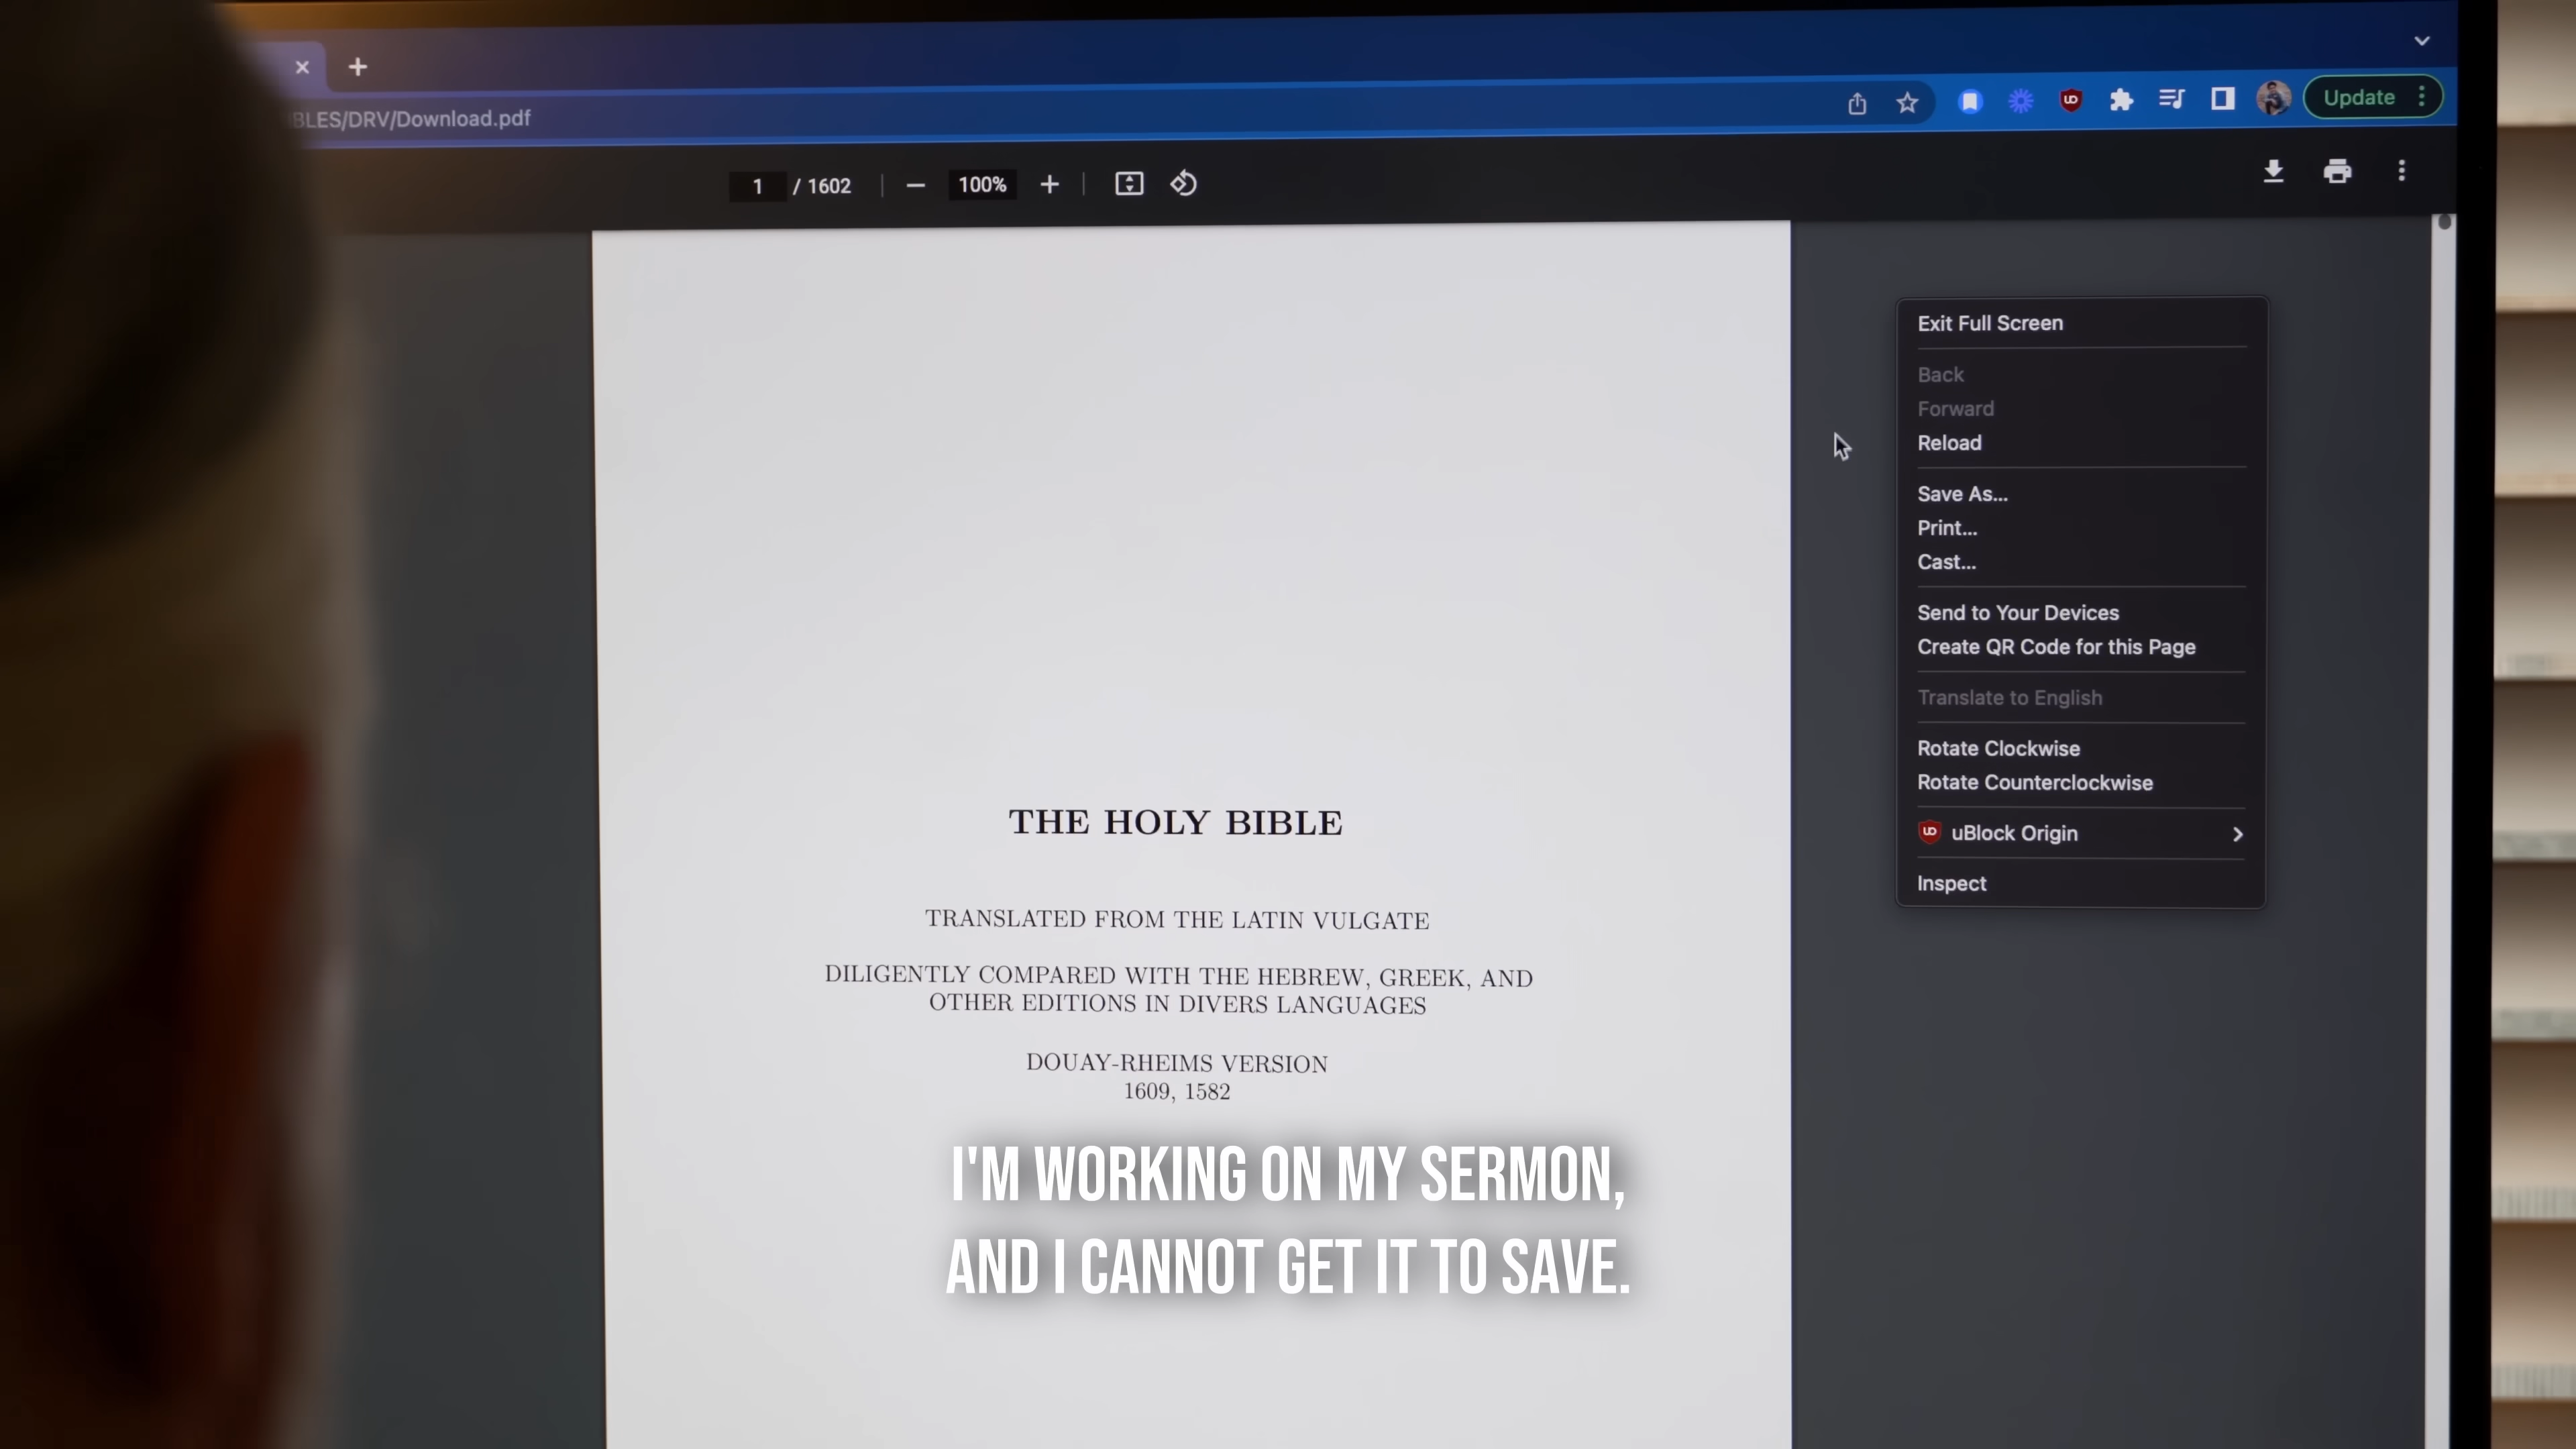 BLES/DRV/Download.pdf
Update
1 / 1602
100%
Exit Full Screen
Back
Forward
Reload
Save As...
Print...
Cast...
Send to Your Devices
Create QR Code for this Page
Translate to English
Rotate Clockwise
Rotate Counterclockwise
uBlock Origin
Inspect
THE HOLY BIBLE
TRANSLATED FROM THE LATIN VULGATE
DILIGENTLY COMPARED WITH THE HEBREW, GREEK, AND
OTHER EDITIONS IN DIVERS LANGUAGES
DOUAY-RHEIMS VERSION
1609, 1582
I'M WORKING ON MY SERMON,
AND I CANNOT GET IT TO SAVE.